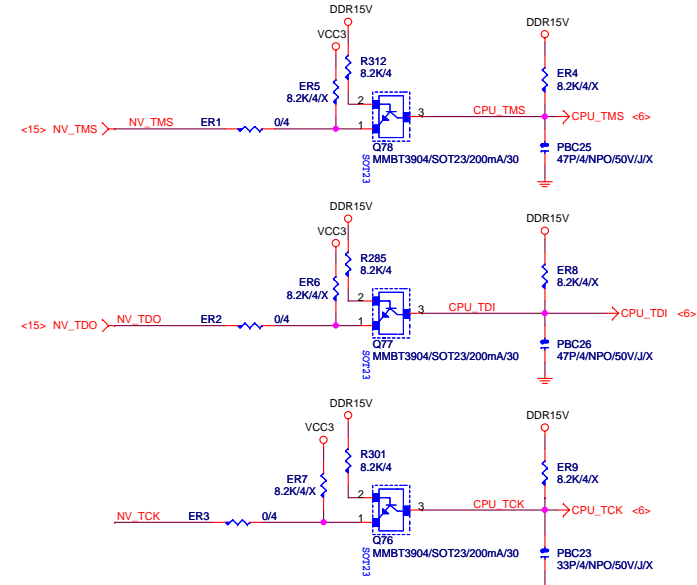 DDR15V
VCC3
R312
8.2K/4
ER5
8.2K/4/X
2
3
1
<15> NV_TMS
NV_TMS
ER1
0/4
Q78
MMBT3904/SOT23/200mA/30
SOT23
CPU_TMS
DDR15V
ER4
8.2K/4/X
CPU_TMS <6>
PBC25
47P/4/NPO/50V/J/X
DDR15V
VCC3
R285
8.2K/4
ER6
8.2K/4/X
2
3
1
<15> NV_TDO
NV_TDO
ER2
0/4
Q77
MMBT3904/SOT23/200mA/30
SOT23
CPU_TDI
DDR15V
ER8
8.2K/4/X
CPU_TDI <6>
PBC26
47P/4/NPO/50V/J/X
DDR15V
VCC3
R301
8.2K/4
ER7
8.2K/4/X
2
3
1
NV_TCK
ER3
0/4
Q76
MMBT3904/SOT23/200mA/30
SOT23
CPU_TCK
DDR15V
ER9
8.2K/4/X
CPU_TCK <6>
PBC23
33P/4/NPO/50V/J/X